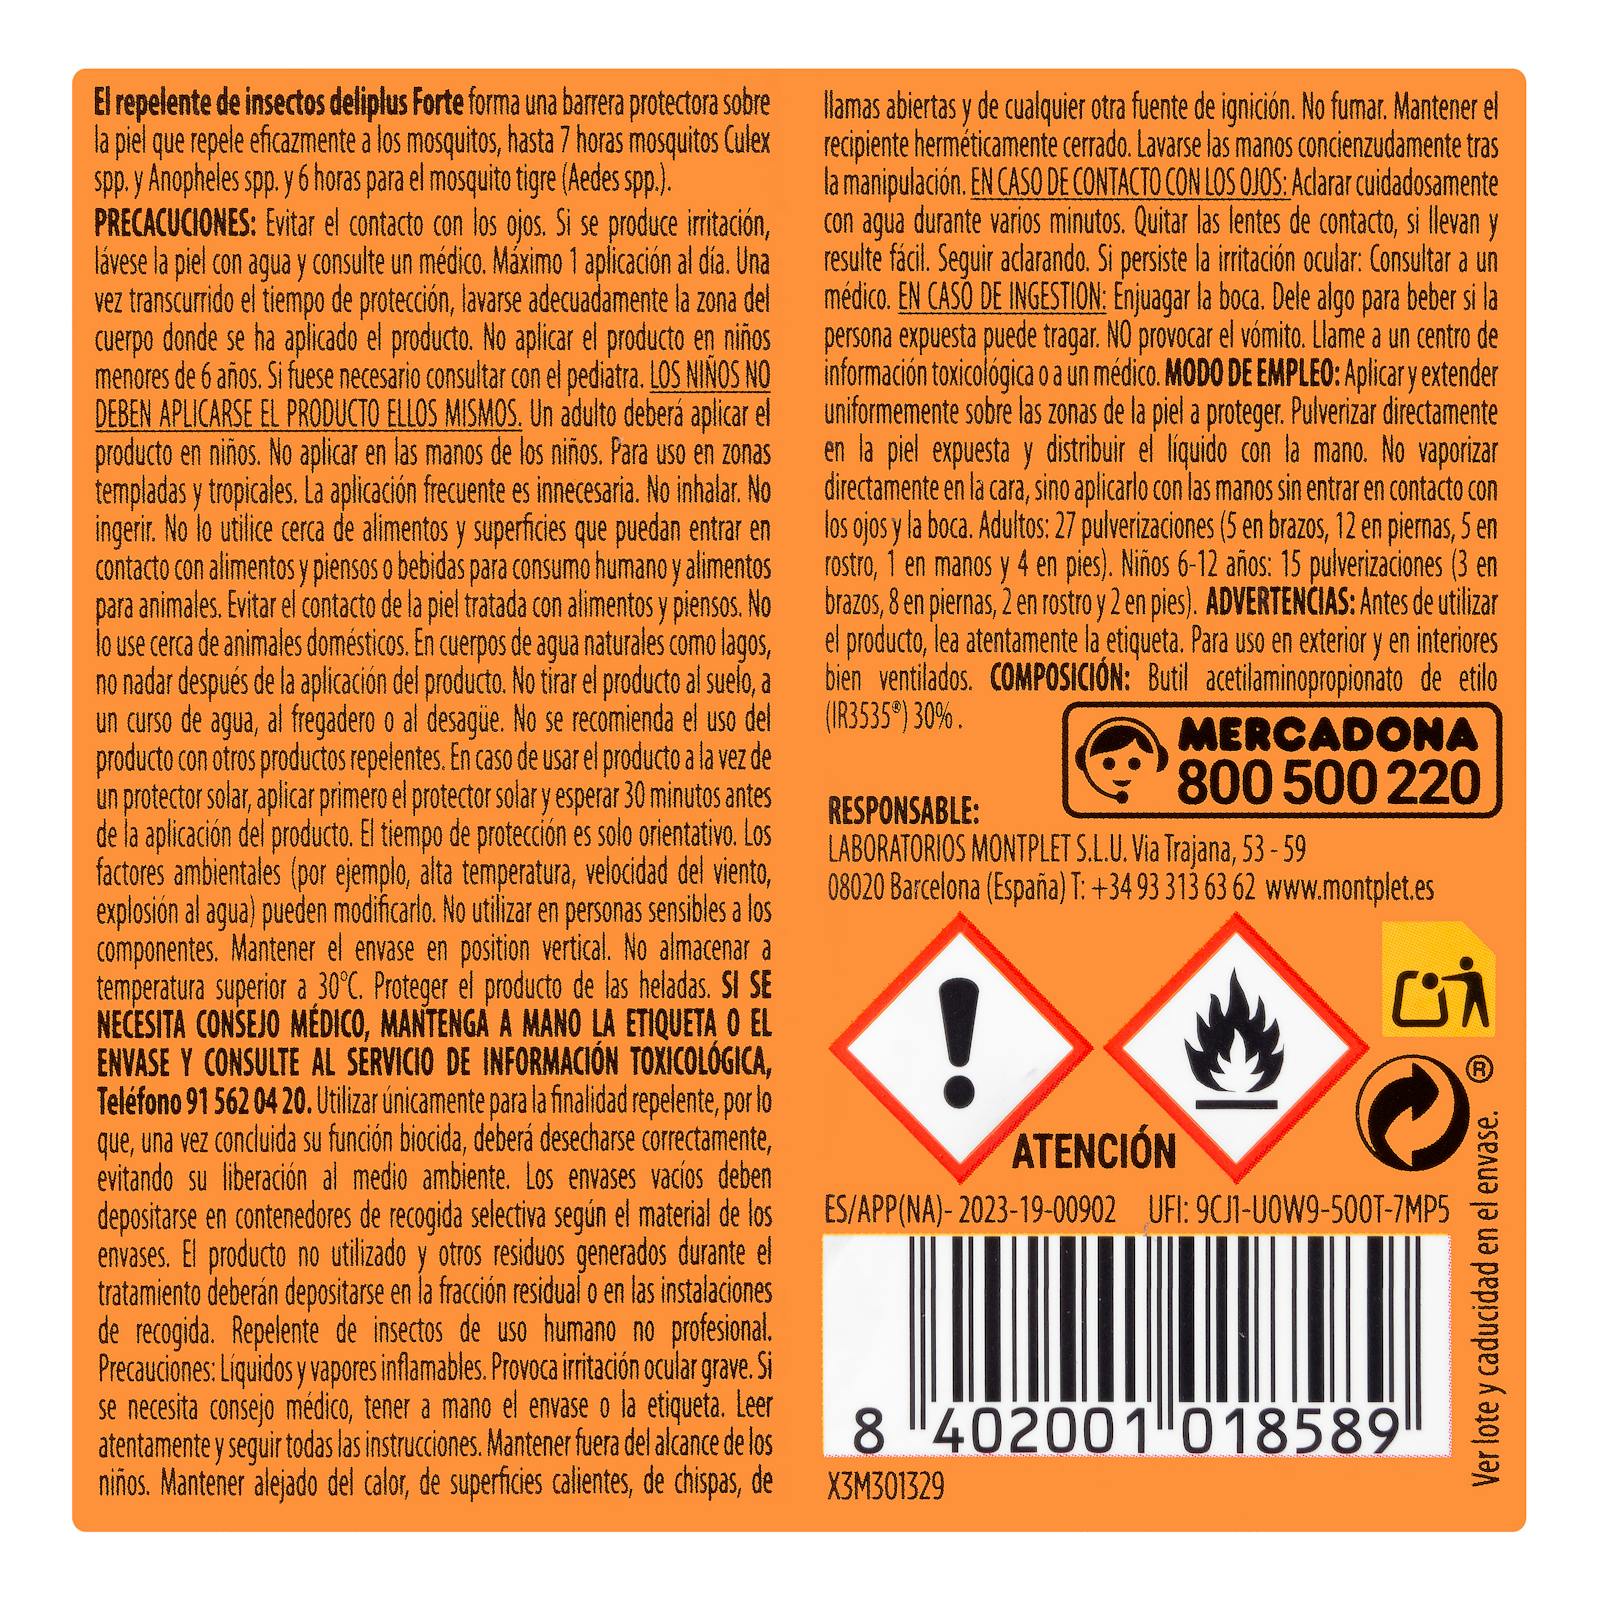 El repelente de insectos deliplus Forte forma una barrera protectora sobre
la piel que repele eficazmente a los mosquitos, hasta 7 horas mosquitos Culex
spp. y Anopheles spp. y 6 horas para el mosquito tigre (Aedes spp.).
PRECACUCIONES: Evitar el contacto con los ojos. Si se produce irritación,
lávese la piel con agua y consulte un médico. Máximo 1 aplicación al día. Una
vez transcurrido el tiempo de protección, lavarse adecuadamente la zona del
cuerpo donde se ha aplicado el producto. No aplicar el producto en niños
menores de 6 años. Si fuese necesario consultar con el pediatra. LOS NIÑOS NO
DEBEN APLICARSE EL PRODUCTO ELLOS MISMOS. Un adulto deberá aplicar el
producto en niños. No aplicar en las manos de los niños. Para uso en zonas
templadas y tropicales. La aplicación frecuente es innecesaria. No inhalar. No
ingerir. No lo utilice cerca de alimentos y superficies que puedan entrar en
contacto con alimentos y piensos o bebidas para consumo humano y alimentos
para animales. Evitar el contacto de la piel tratada con alimentos y piensos. No
lo use cerca de animales domésticos. En cuerpos de agua naturales como lagos,
no nadar después de la aplicación del producto. No tirar el producto al suelo, a
un curso de agua, al fregadero o al desagüe. No se recomienda el uso del
producto con otros productos repelentes. En caso de usar el producto a la vez de
un protector solar, aplicar primero el protector solar y esperar 30 minutos antes
de la aplicación del producto. El tiempo de protección es solo orientativo. Los
factores ambientales (por ejemplo, alta temperatura, velocidad del viento,
explosión al agua) pueden modificarlo. No utilizar en personas sensibles a los
componentes. Mantener el envase en position vertical. No almacenar a
temperatura superior a 30°C. Proteger el producto de las heladas. SI SE
NECESITA CONSEJO MÉDICO, MANTENGA A MANO LA ETIQUETA O EL
ENVASE Y CONSULTE AL SERVICIO DE INFORMACIÓN TOXICOLÓGICA,
Teléfono 91 562 04 20. Utilizar únicamente para la finalidad repelente, por lo
que, una vez concluida su función biocida, deberá desecharse correctamente,
evitando su liberación al medio ambiente. Los envases vacíos deben
depositarse en contenedores de recogida selectiva según el material de los
envases. El producto no utilizado y otros residuos generados durante el
tratamiento deberán depositarse en la fracción residual o en las instalaciones
de recogida. Repelente de insectos de uso humano no profesional.
Precauciones: Líquidos y vapores inflamables. Provoca irritación ocular grave. Si
se necesita consejo médico, tener a mano el envase o la etiqueta. Leer
atentamente y seguir todas las instrucciones. Mantener fuera del alcance de los
niños. Mantener alejado del calor, de superficies calientes, de chispas, de
llamas abiertas y de cualquier otra fuente de ignición. No fumar. Mantener el
recipiente herméticamente cerrado. Lavarse las manos concienzudamente tras
la manipulación. EN CASO DE CONTACTO CON LOS OJOS: Aclarar cuidadosamente
con agua durante varios minutos. Quitar las lentes de contacto, si llevan y
resulte fácil. Seguir aclarando. Si persiste la irritación ocular: Consultar a un
médico. EN CASO DE INGESTION: Enjuagar la boca. Dele algo para beber si la
persona expuesta puede tragar. NO provocar el vómito. Llame a un centro de
información toxicológica o a un médico. MODO DE EMPLEO: Aplicar y extender
uniformemente sobre las zonas de la piel a proteger. Pulverizar directamente
en la piel expuesta y distribuir el líquido con la mano. No vaporizar
directamente en la cara, sino aplicarlo con las manos sin entrar en contacto con
los ojos y la boca. Adultos: 27 pulverizaciones (5 en brazos, 12 en piernas, 5 en
rostro, 1 en manos y 4 en pies). Niños 6-12 años: 15 pulverizaciones (3 en
brazos, 8 en piernas, 2 en rostro y 2 en pies). ADVERTENCIAS: Antes de utilizar
el producto, lea atentamente la etiqueta. Para uso en exterior y en interiores
bien ventilados. COMPOSICIÓN: Butil acetilaminopropionato de etilo
(IR3535®) 30% .
MERCADONA
800 500 220
RESPONSABLE:
LABORATORIOS MONTPLET S.L.U. Via Trajana, 53 - 59
08020 Barcelona (España) T: +34 93 313 63 62 www.montplet.es
ATENCIÓN
®
ES/APP(NA)- 2023-19-00902 UFI: 9CJ1-U0W9-500T-7MP5
8 402001 018589
X3M301329
Ver lote y caducidad en el envase.